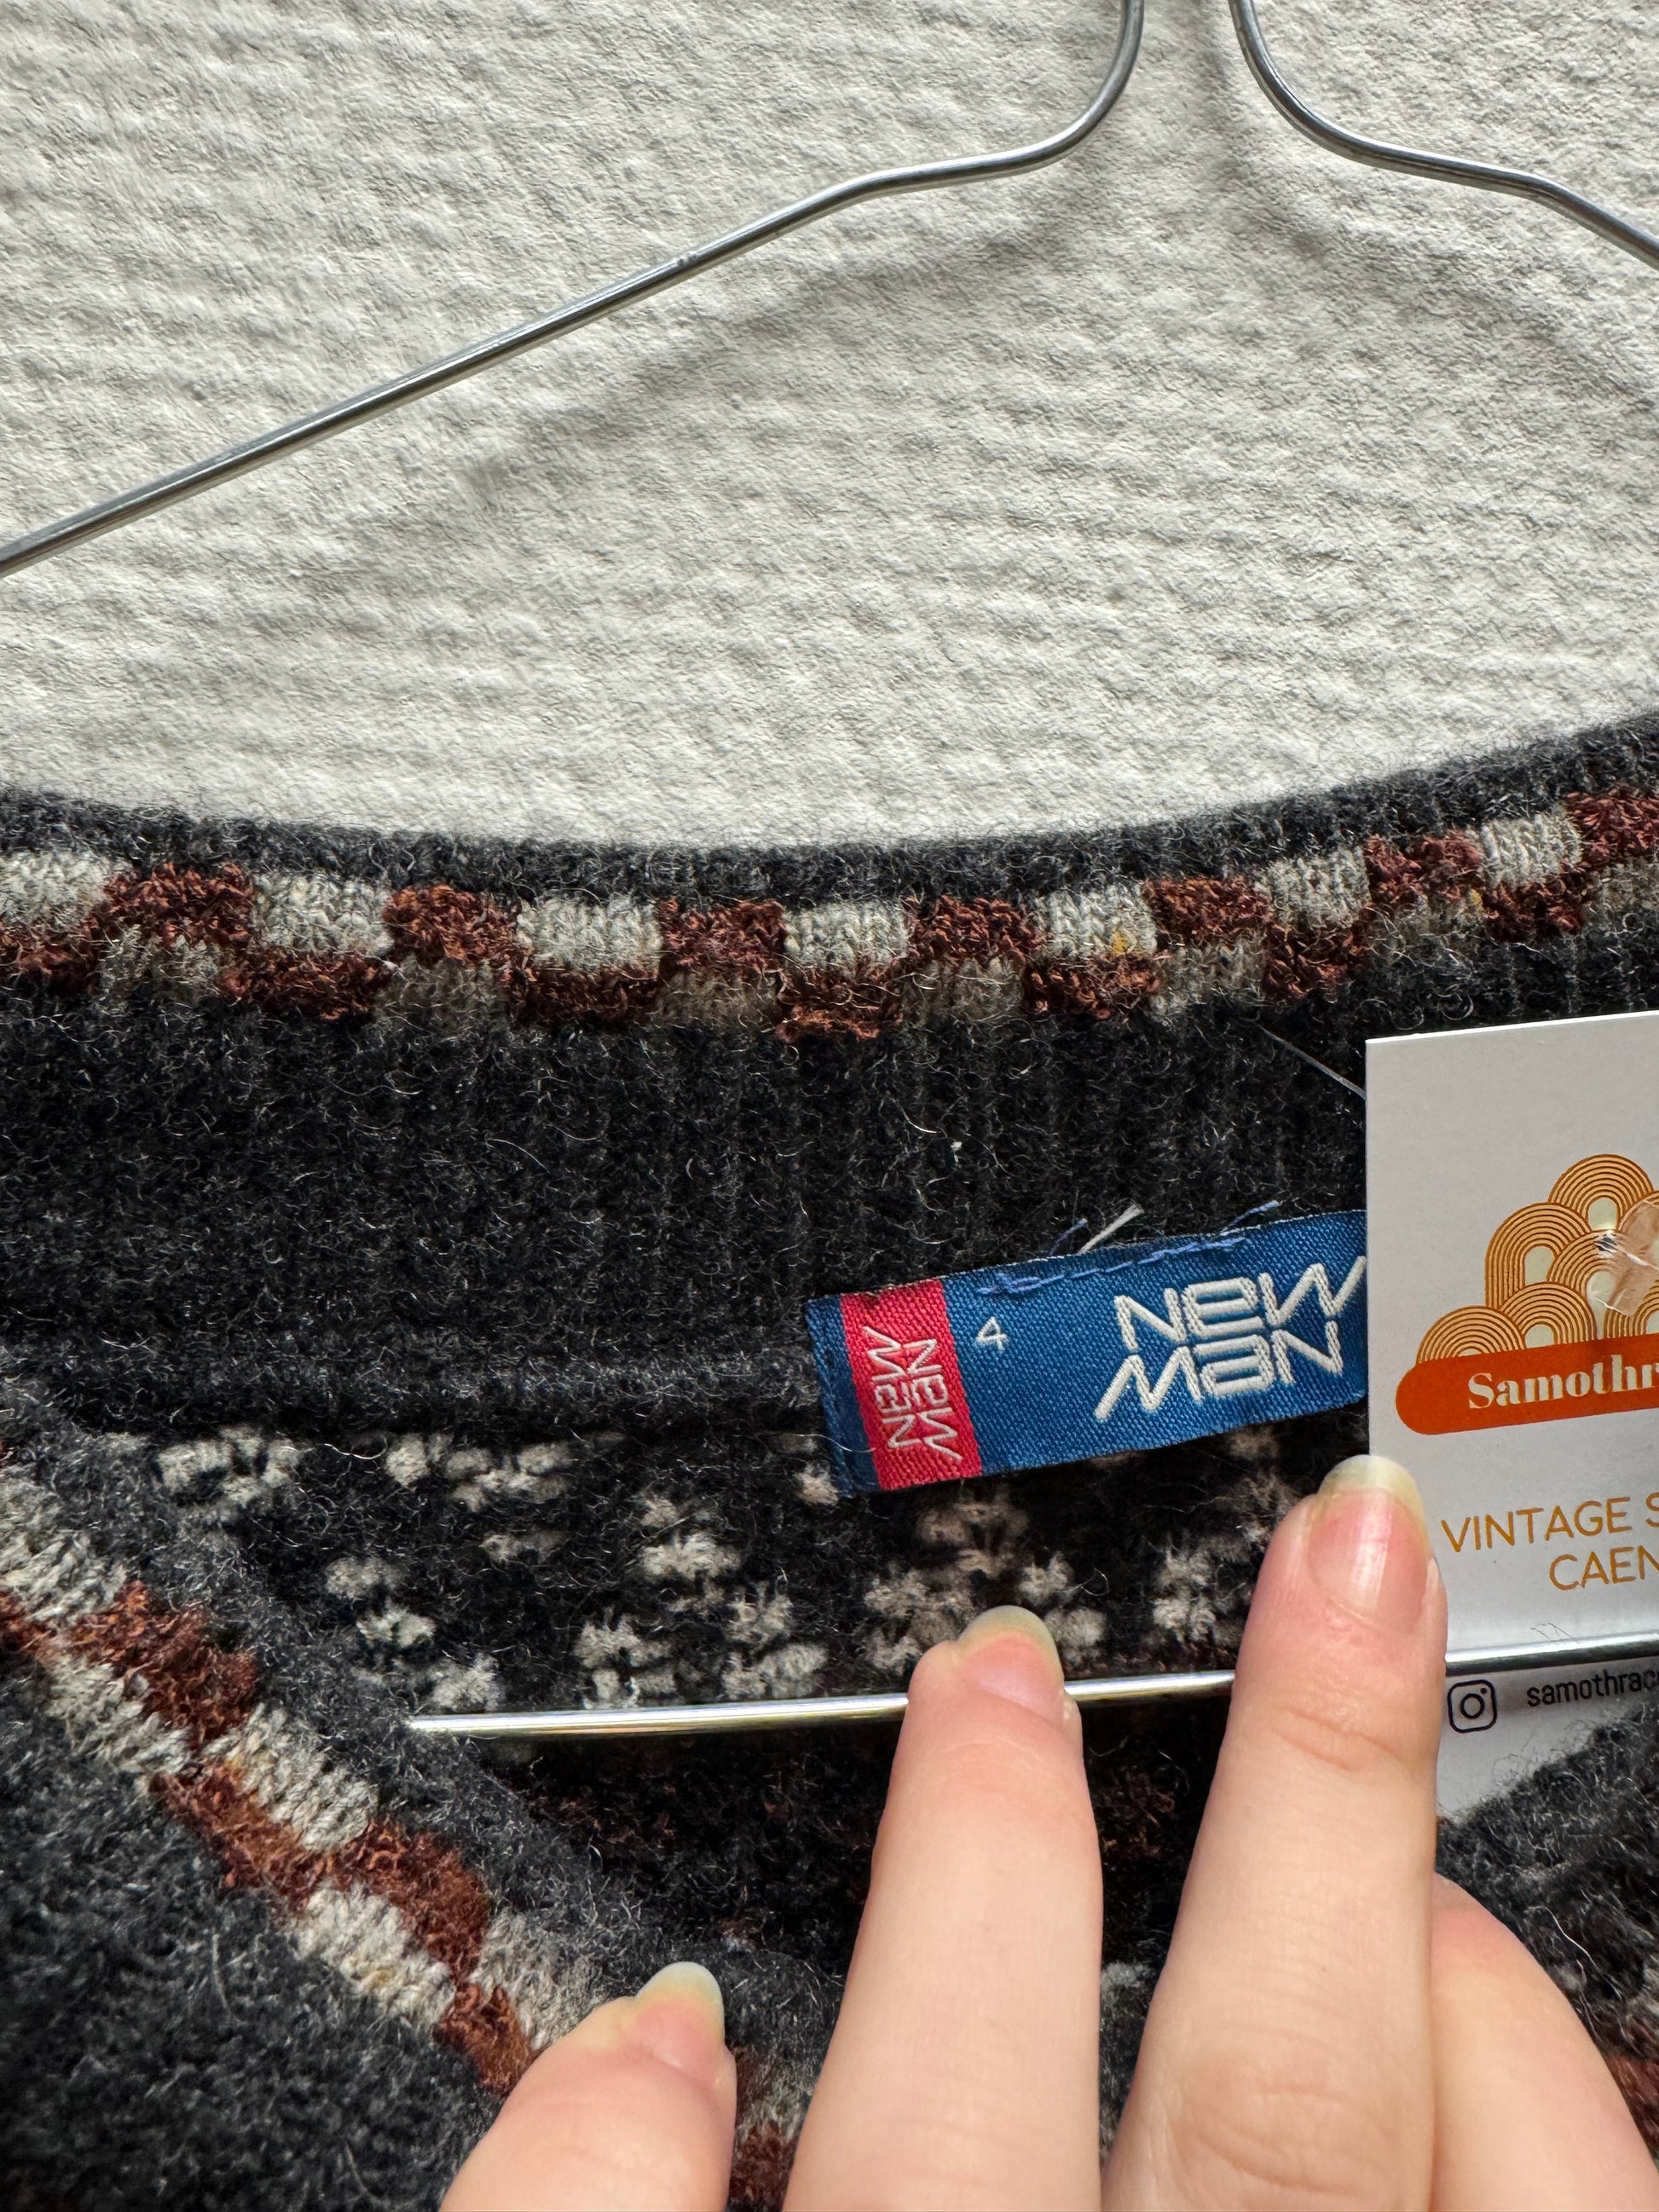 NEW
MAN
4
NEW
MAN
Samothr
VINTAGE S
CAEN
samothrac